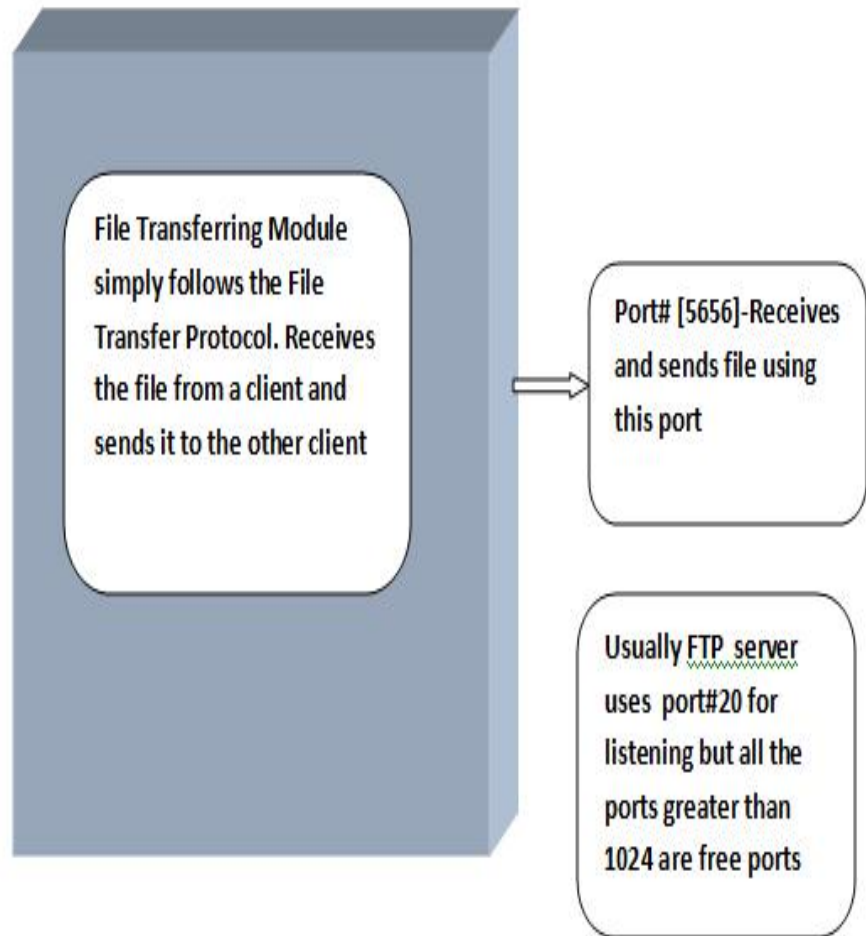 File Transferring Module
simply follows the File
Transfer Protocol. Receives
the file from a client and
sends it to the other client
Port# [5656]-Receives
and sends file using
this port
Usually FTP server
uses port#20 for
listening but all the
ports greater than
1024 are free ports